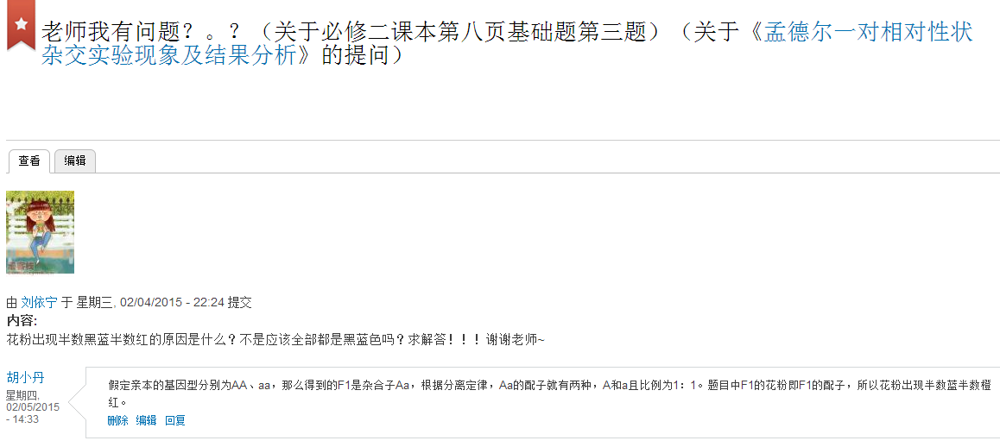 老师我有问题？。？（关于必修二课本第八页基础题第三题）（关于《孟德尔一对相对性状
杂交实验现象及结果分析》的提问）
查看 编辑
由 刘依宁 于 星期三, 02/04/2015 - 22:24 提交
内容:
花粉出现半数黑蓝半数红的原因是什么？不是应该全部都是黑蓝色吗？求解答！！！谢谢老师~
胡小丹
星期四,
02/05/2015
- 14:33
假定亲本的基因型分别为AA、aa，那么得到的F1是杂合子Aa，根据分离定律，Aa的配子就有两种，A和a且比例为1：1。题目中F1的花粉即F1的配子，所以花粉出现半数蓝半数橙
红。
删除 编辑 回复